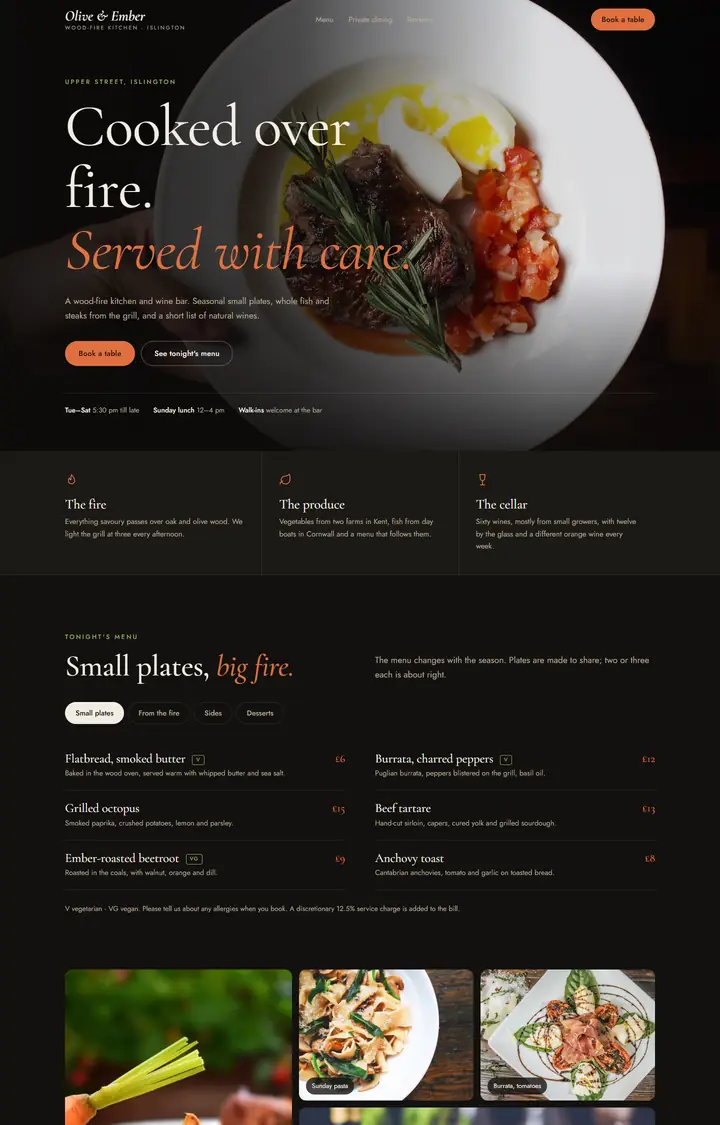 Olive & Ember
WOOD-FIRE KITCHEN · ISLINGTON
Menu
Private dining
Reviews
Book a table
UPPER STREET, ISLINGTON
Cooked over
fire.
Served with care.
A wood-fire kitchen and wine bar. Seasonal small plates, whole fish and
steaks from the grill, and a short list of natural wines.
Book a table
See tonight's menu
Tue–Sat 5:30 pm till late
Sunday lunch 12–4 pm
Walk-ins welcome at the bar
The fire
Everything savoury passes over oak and olive wood. We
light the grill at three every afternoon.
The produce
Vegetables from two farms in Kent, fish from day
boats in Cornwall and a menu that follows them.
The cellar
Sixty wines, mostly from small growers, with twelve
by the glass and a different orange wine every
week.
TONIGHT'S MENU
Small plates, big fire.
The menu changes with the season. Plates are made to share; two or three
each is about right.
Small plates
From the fire
Sides
Desserts
Flatbread, smoked butter V £6
Baked in the wood oven, served warm with whipped butter and sea salt.
Burrata, charred peppers V £12
Puglian burrata, peppers blistered on the grill, basil oil.
Grilled octopus £15
Smoked paprika, crushed potatoes, lemon and parsley.
Beef tartare £13
Hand-cut sirloin, capers, cured yolk and grilled sourdough.
Ember-roasted beetroot VG £9
Roasted in the coals, with walnut, orange and dill.
Anchovy toast £8
Cantabrian anchovies, tomato and garlic on toasted bread.
V vegetarian · VG vegan. Please tell us about any allergies when you book. A discretionary 12.5% service charge is added to the bill.
Sunday pasta
Burrata, tomatoes